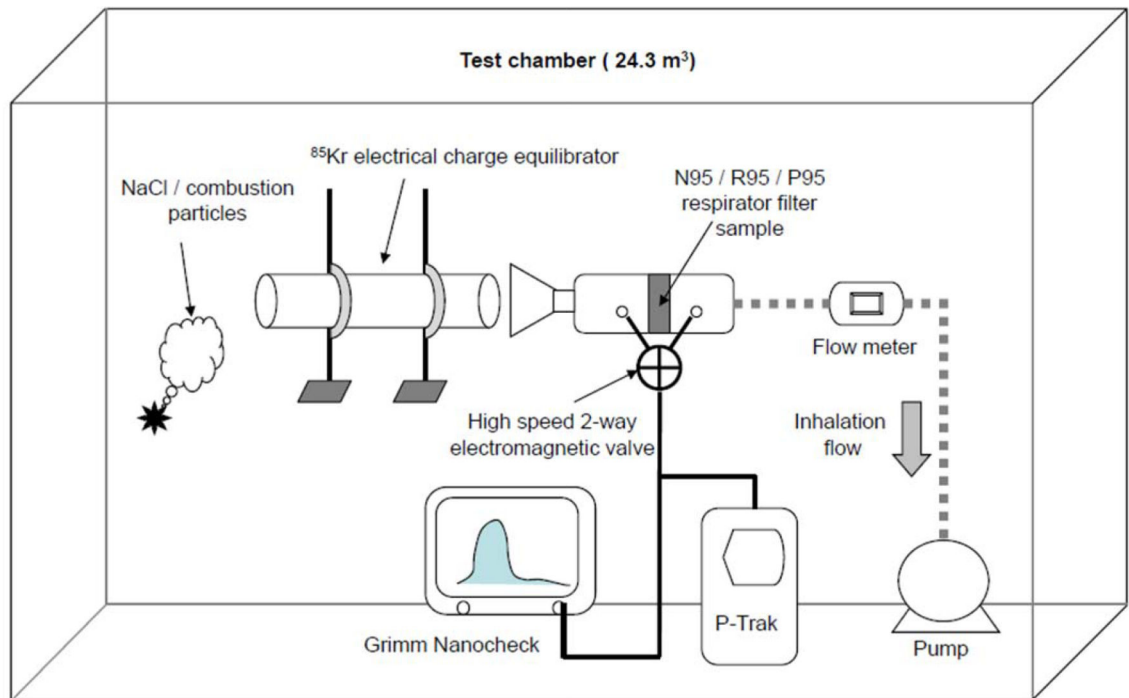 Test chamber ( 24.3 m³)
⁸⁵Kr electrical charge equilibrator
NaCl / combustion
particles
N95 / R95 / P95
respirator filter
sample
Flow meter
High speed 2-way
electromagnetic valve
Inhalation
flow
Grimm Nanocheck
P-Trak
Pump